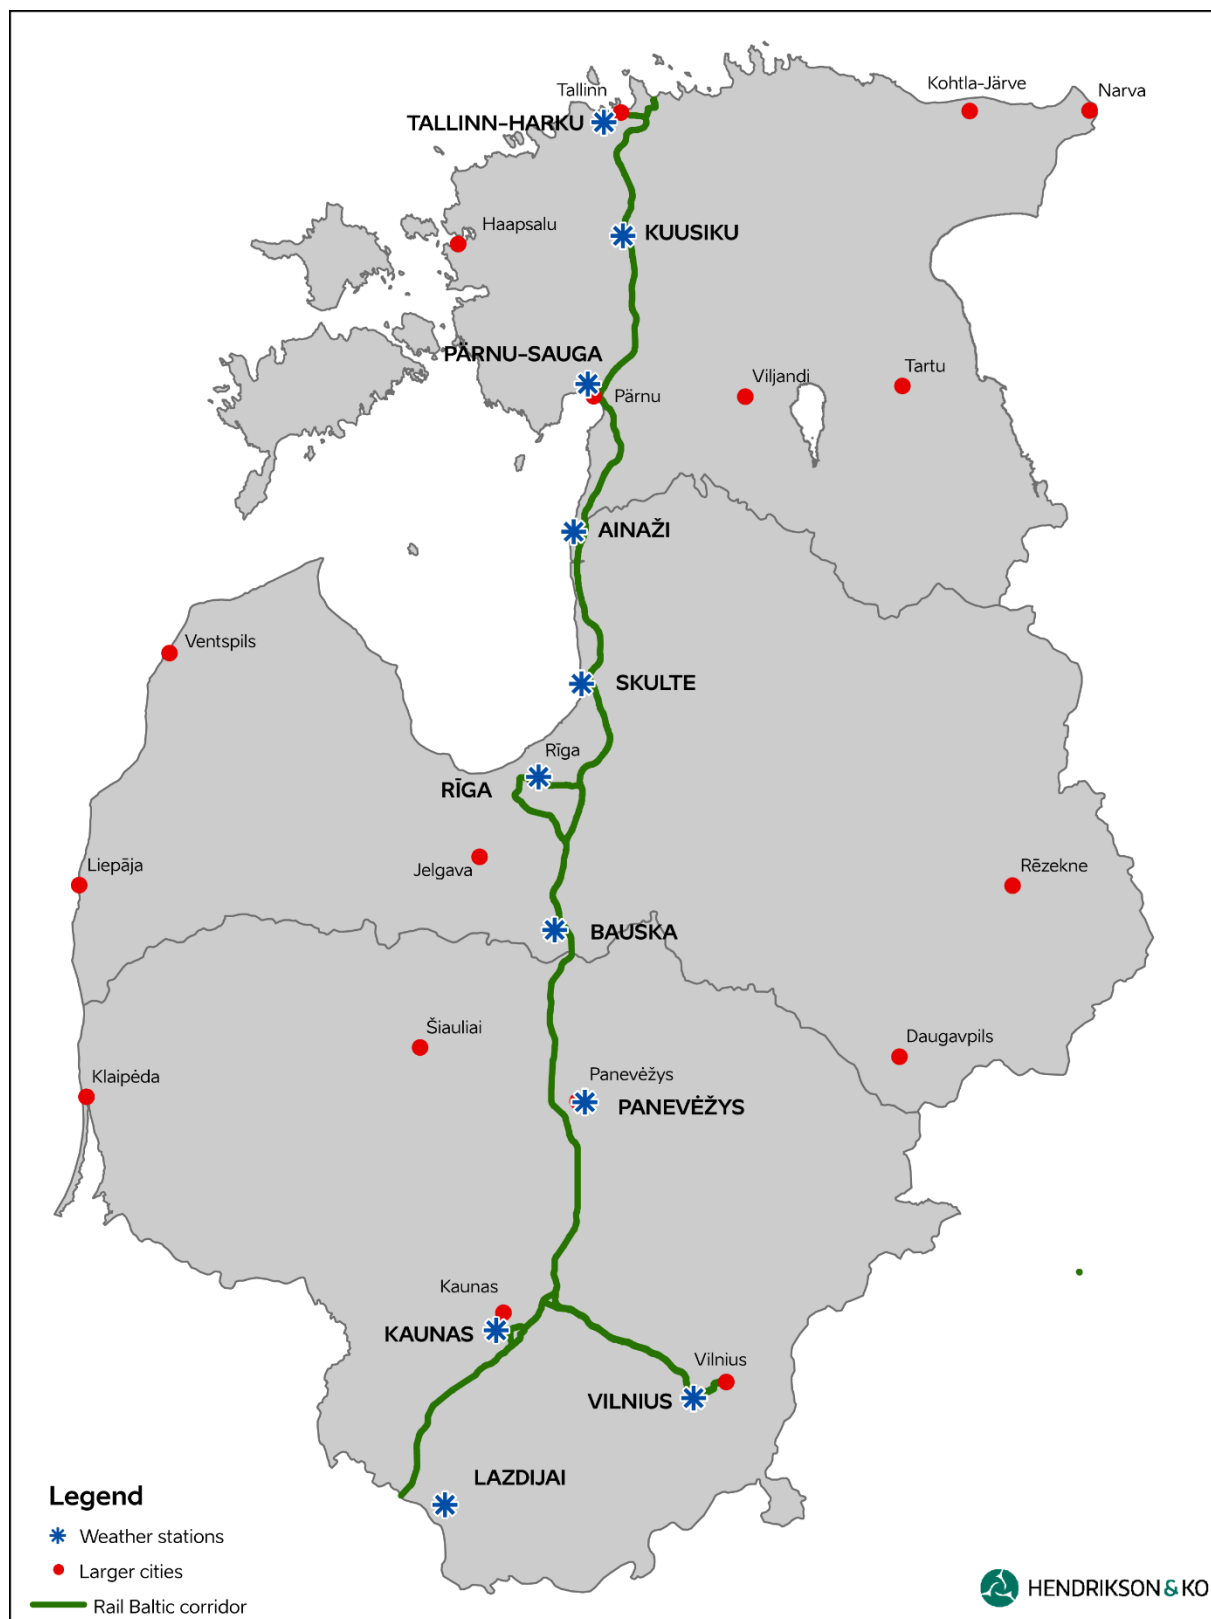 Tallinn
Kohtla-Järve
Narva
TALLINN-HARKU
Haapsalu
KUUSIKU
PÄRNU-SAUGA
Pärnu
Viljandi
Tartu
AINAŽI
Ventspils
SKULTE
Rīga
RĪGA
Liepāja
Jelgava
Rēzekne
BAUSKA
Šiauliai
Daugavpils
Klaipėda
Panevėžys
PANEVĖŽYS
Kaunas
KAUNAS
Vilnius
VILNIUS
LAZDIJAI
Legend
Weather stations
Larger cities
Rail Baltic corridor
HENDRIKSON & KO